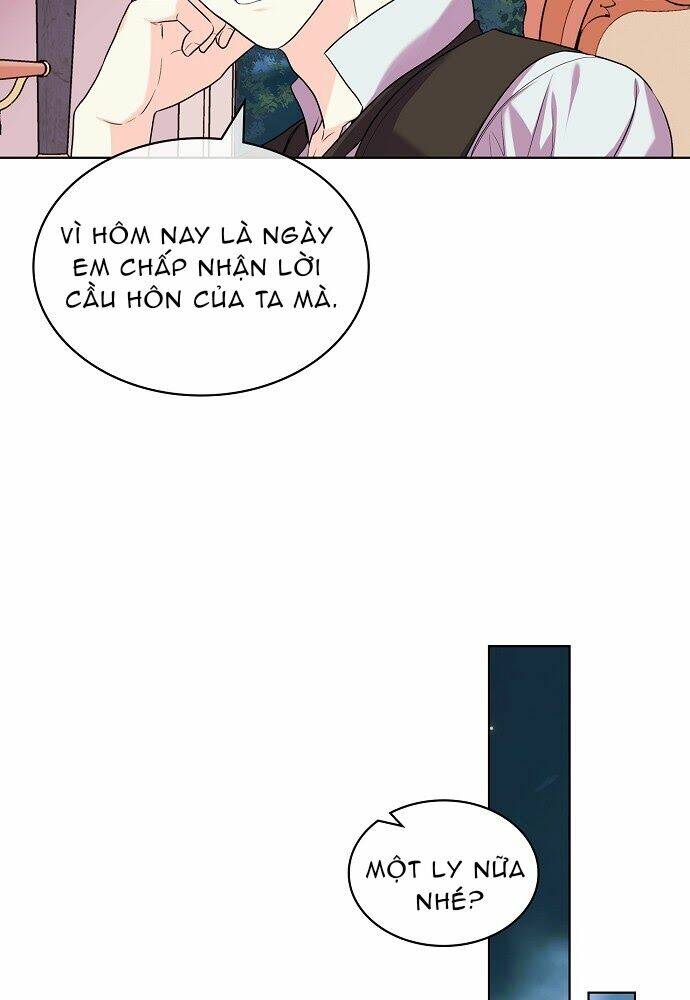 VÌ HÔM NAY LÀ NGÀY
EM CHẤP NHẬN LỜI
CẦU HÔN CỦA TA MÀ.
MỘT LY NỮA
NHÉ?